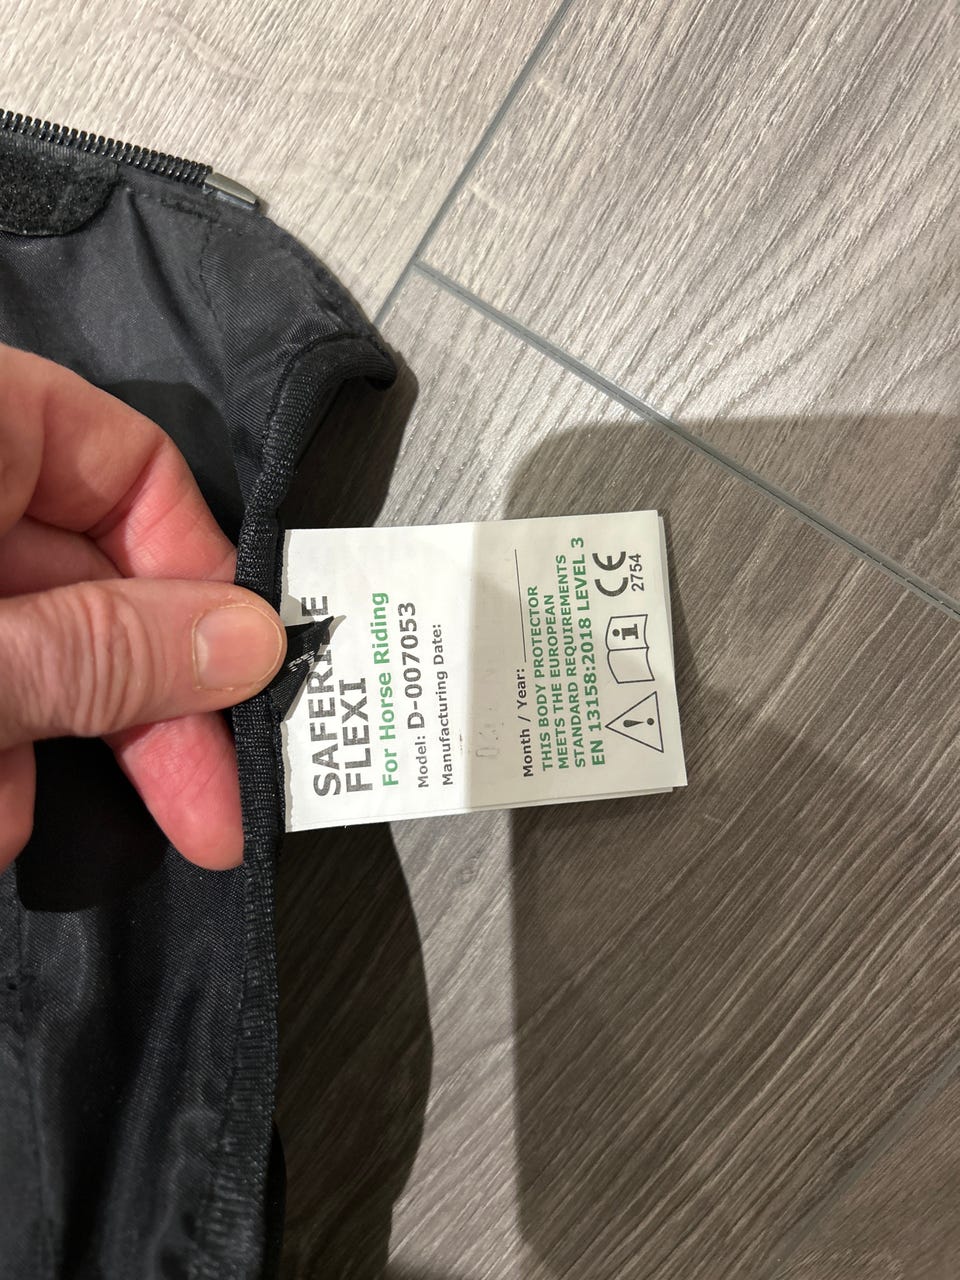 SAFERIDE
FLEXI
For Horse Riding
Model: D-007053
Manufacturing Date:
Month / Year:
THIS BODY PROTECTOR
MEETS THE EUROPEAN
STANDARD REQUIREMENTS
EN 13158:2018 LEVEL 3
CE
2754